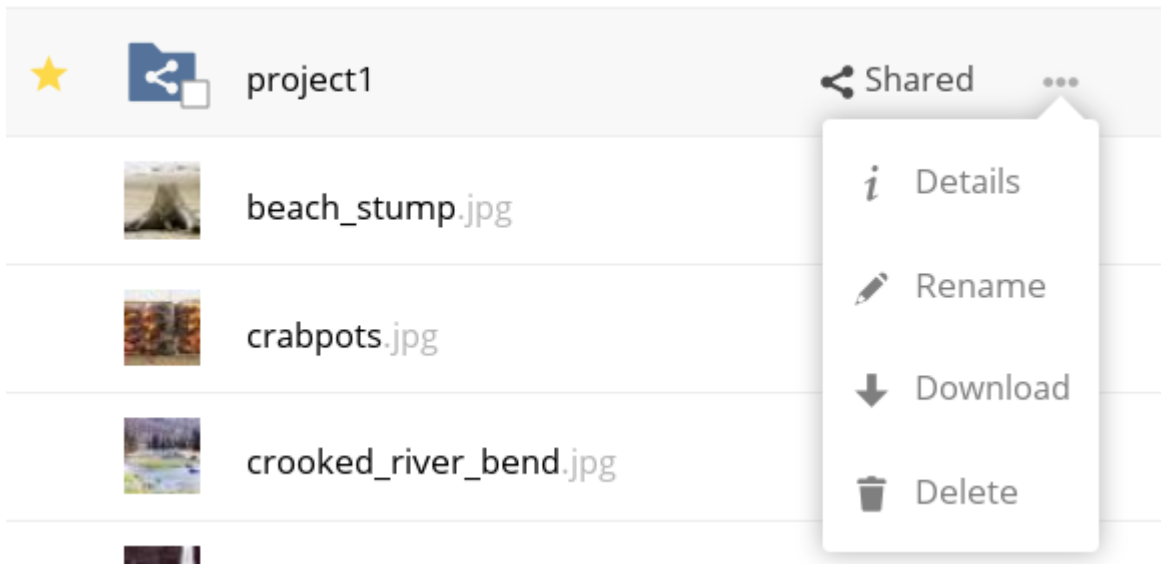 project1 Shared
Details
beach_stump.jpg
Rename
crabpots.jpg
Download
crooked_river_bend.jpg
Delete